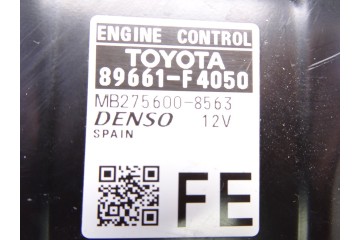 ENGINE CONTROL
TOYOTA
89661-F4050
MB275600-8563
DENSO 12V
SPAIN
FE